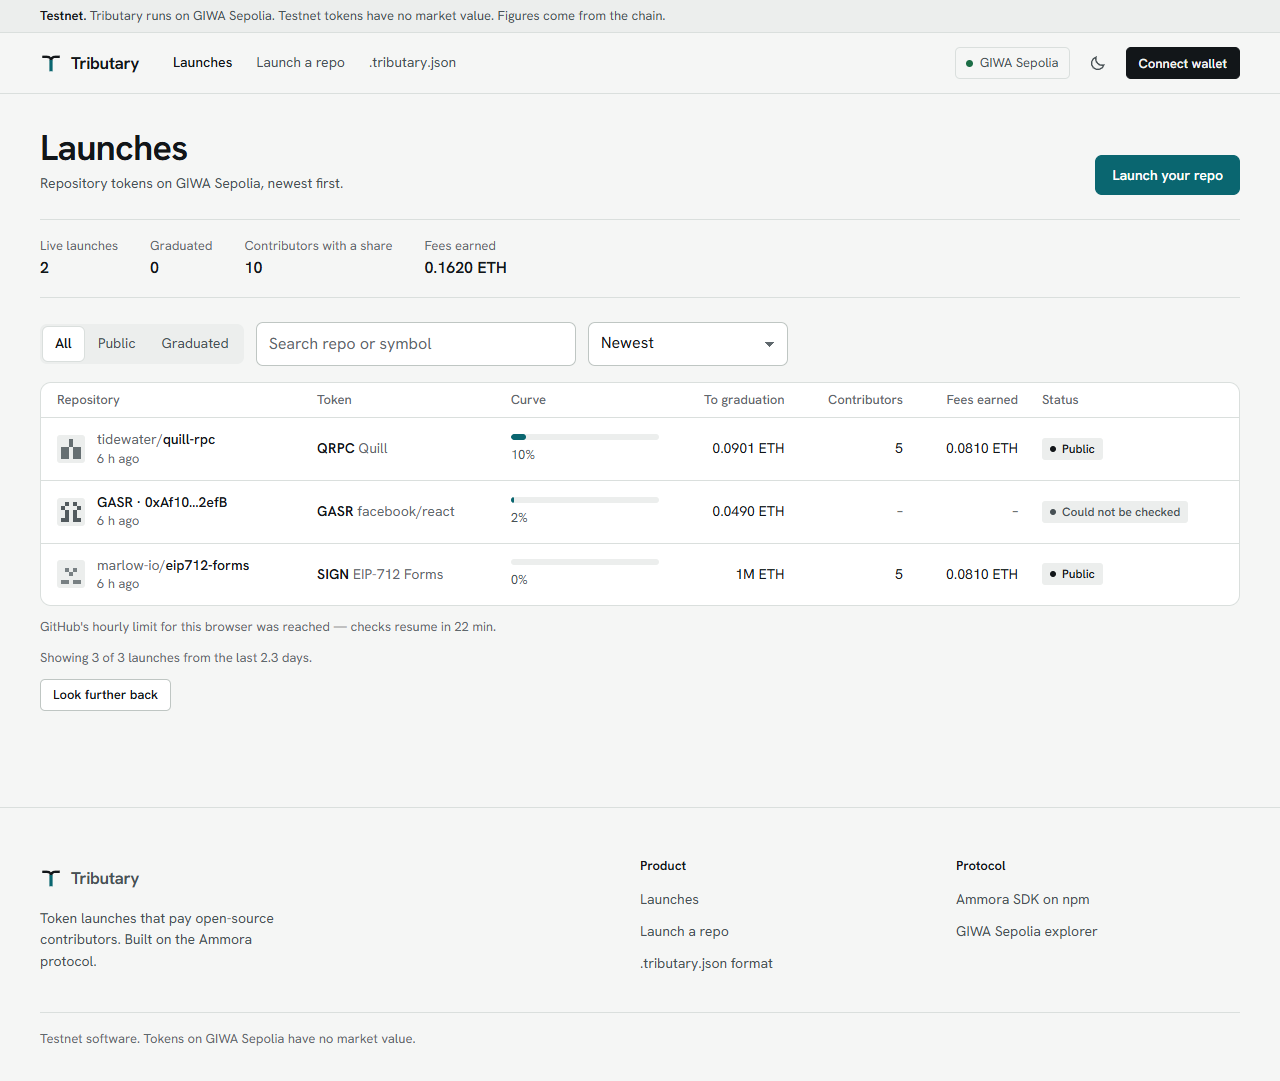 Testnet. Tributary runs on GIWA Sepolia. Testnet tokens have no market value. Figures come from the chain.
Tributary Launches Launch a repo .tributary.json GIWA Sepolia Connect wallet
Launches
Repository tokens on GIWA Sepolia, newest first.
Launch your repo
Live launches Graduated Contributors with a share Fees earned
2 0 10 0.1620 ETH
All Public Graduated Search repo or symbol Newest
Repository Token Curve To graduation Contributors Fees earned Status
tidewater/quill-rpc
6 h ago
QRPC Quill
10%
0.0901 ETH
5
0.0810 ETH
Public
GASR · 0xAf10…2efB
6 h ago
GASR facebook/react
2%
0.0490 ETH
–
–
Could not be checked
marlow-io/eip712-forms
6 h ago
SIGN EIP-712 Forms
0%
1M ETH
5
0.0810 ETH
Public
GitHub's hourly limit for this browser was reached — checks resume in 22 min.
Showing 3 of 3 launches from the last 2.3 days.
Look further back
Tributary
Token launches that pay open-source
contributors. Built on the Ammora
protocol.
Product
Launches
Launch a repo
.tributary.json format
Protocol
Ammora SDK on npm
GIWA Sepolia explorer
Testnet software. Tokens on GIWA Sepolia have no market value.